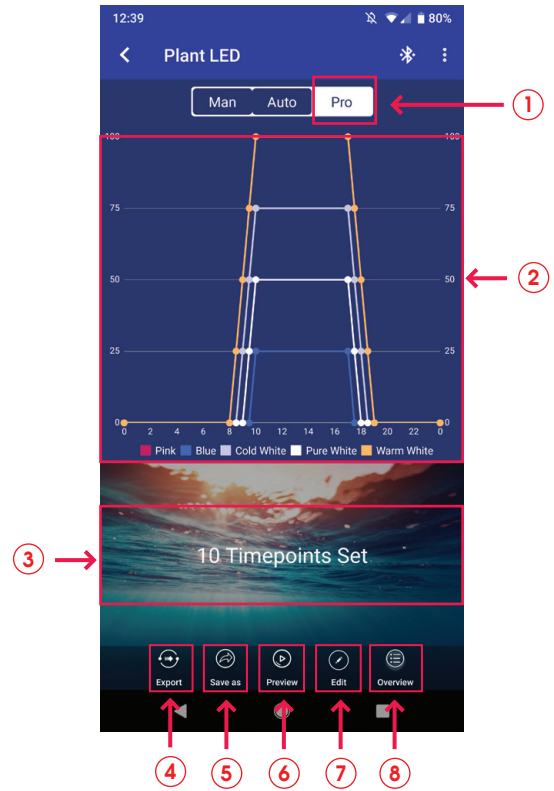 12:39 80%
Plant LED
Man Auto Pro
1
100 100
75 75
50 50
2
25 25
0 0
0 2 4 6 8 10 12 14 16 18 20 22 0
Pink Blue Cold White Pure White Warm White
3
10 Timepoints Set
Export Save as Preview Edit Overview
4 5 6 7 8